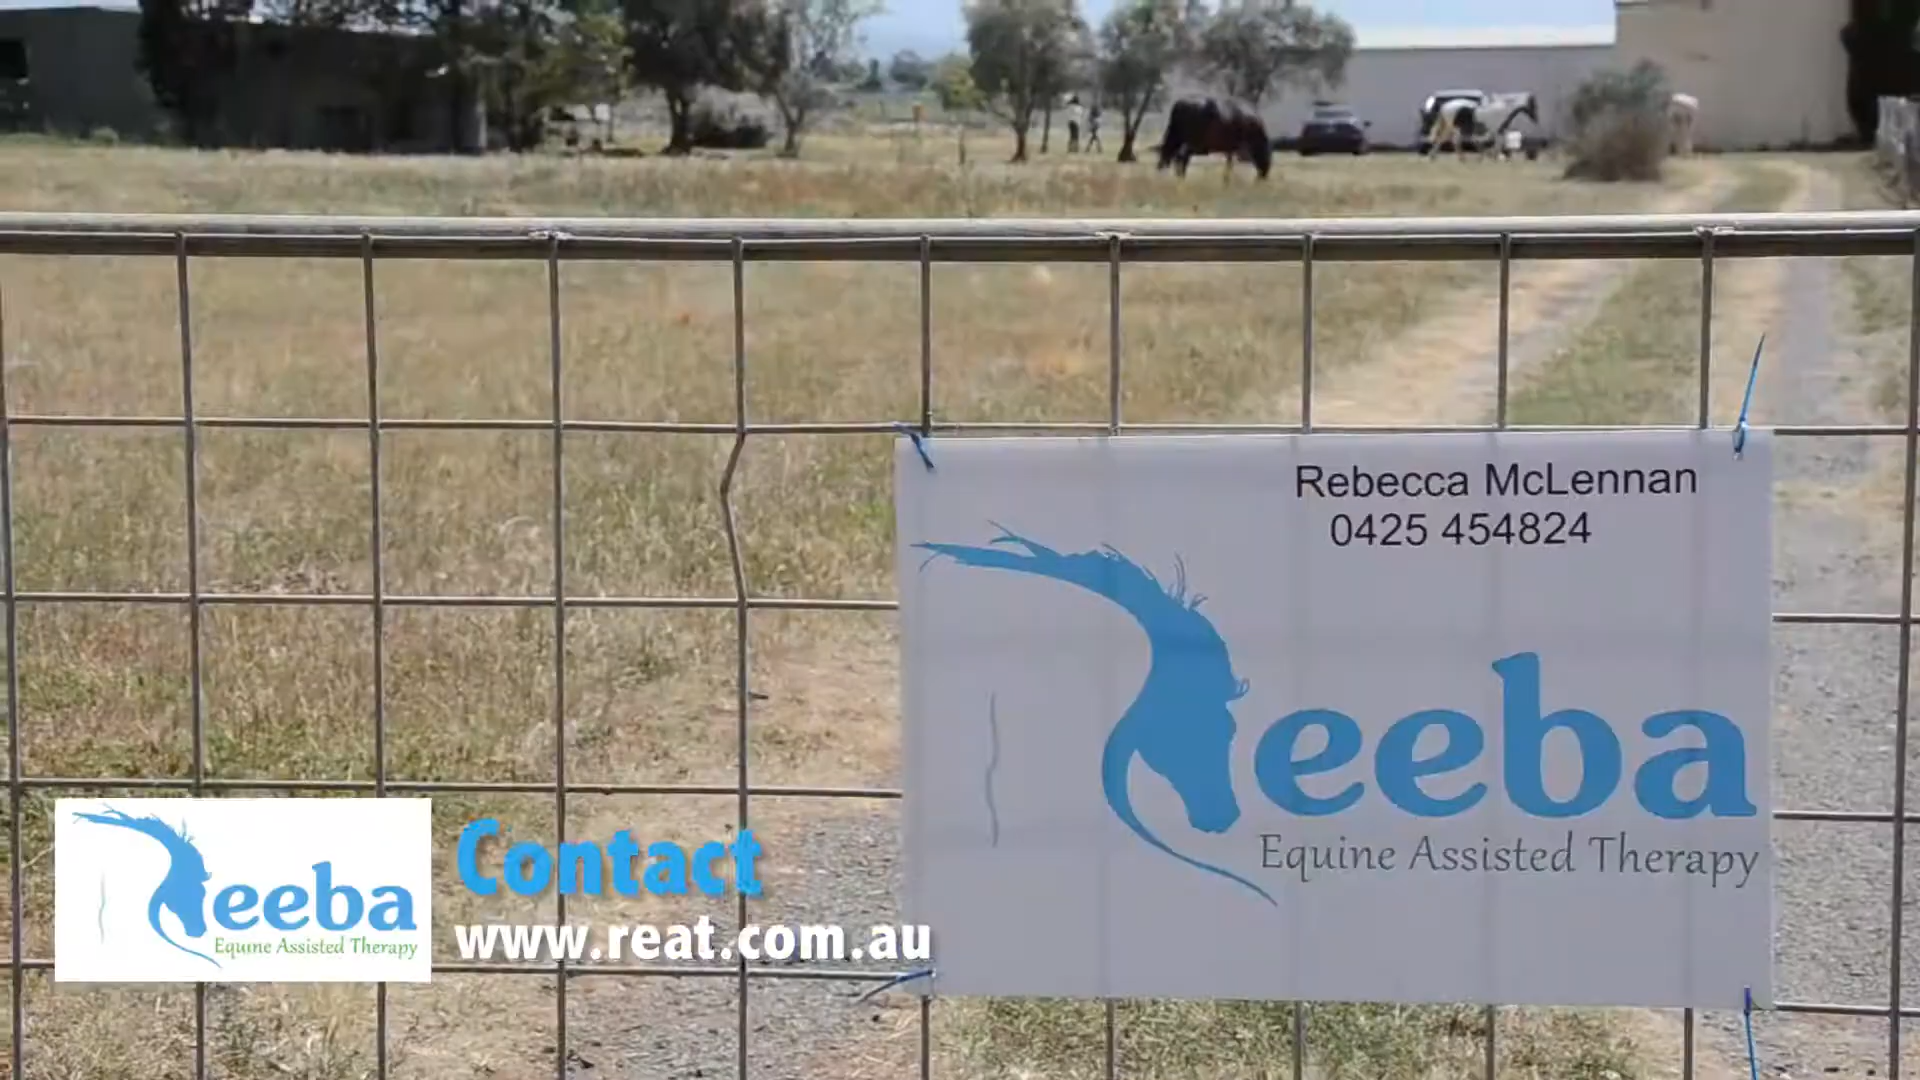 Rebecca McLennan
0425 454824
Reeba
Equine Assisted Therapy
Reeba
Equine Assisted Therapy
Contact
www.reat.com.au